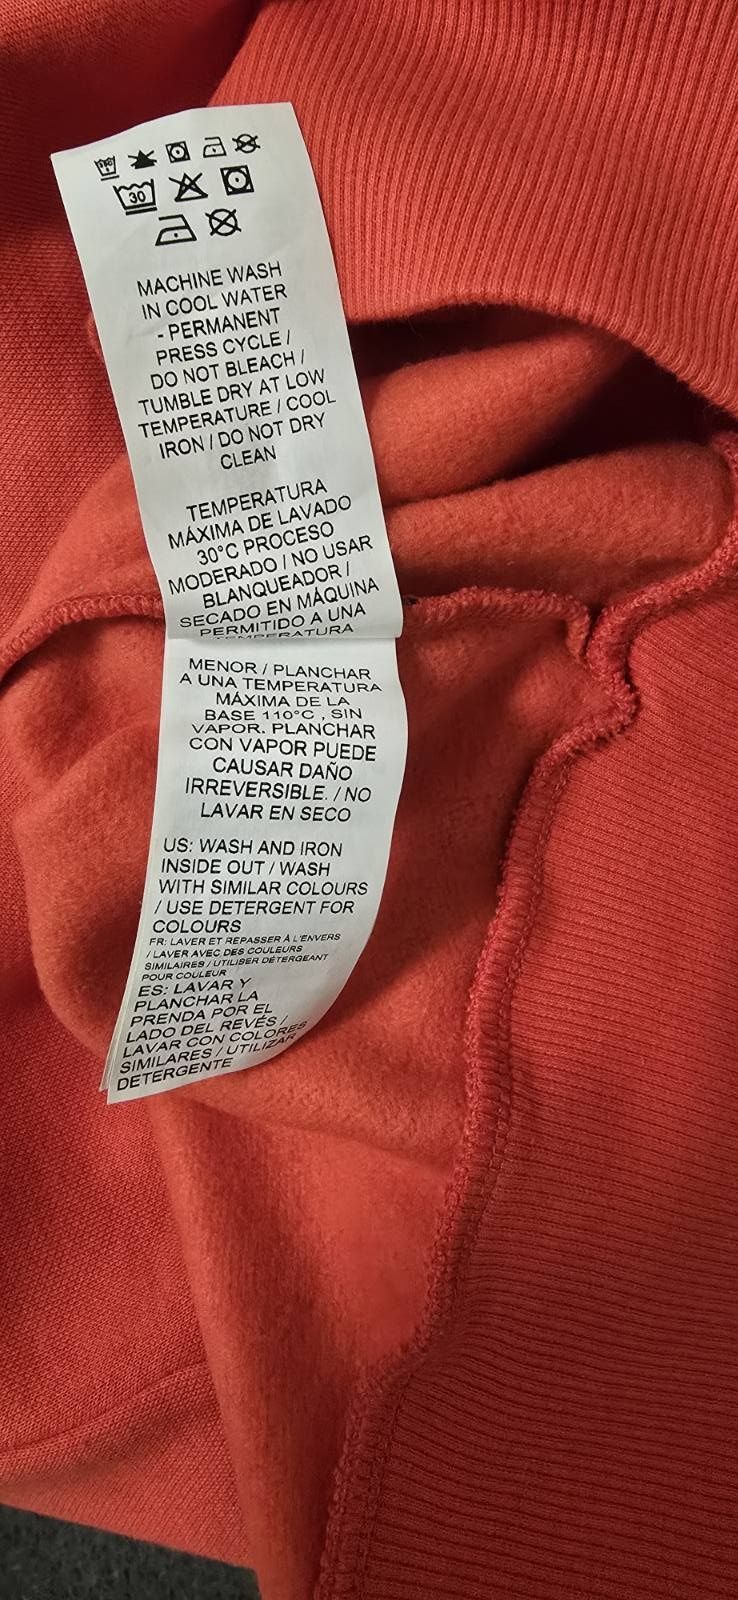 30
MACHINE WASH
IN COOL WATER
- PERMANENT
PRESS CYCLE /
DO NOT BLEACH /
TUMBLE DRY AT LOW
TEMPERATURE / COOL
IRON / DO NOT DRY
CLEAN
TEMPERATURA
MÁXIMA DE LAVADO
30°C PROCESO
MODERADO / NO USAR
BLANQUEADOR /
SECADO EN MÁQUINA
PERMITIDO A UNA
TEMPERATURA
MENOR / PLANCHAR
A UNA TEMPERATURA
MÁXIMA DE LA
BASE 110°C , SIN
VAPOR. PLANCHAR
CON VAPOR PUEDE
CAUSAR DAÑO
IRREVERSIBLE. / NO
LAVAR EN SECO
US: WASH AND IRON
INSIDE OUT / WASH
WITH SIMILAR COLOURS
/ USE DETERGENT FOR
COLOURS
FR: LAVER ET REPASSER À L'ENVERS
/ LAVER AVEC DES COULEURS
SIMILAIRES / UTILISER DÉTERGEANT
POUR COULEUR
ES: LAVAR Y
PLANCHAR LA
PRENDA POR EL
LADO DEL REVÉS /
LAVAR CON COLORES
SIMILARES / UTILIZAR
DETERGENTE